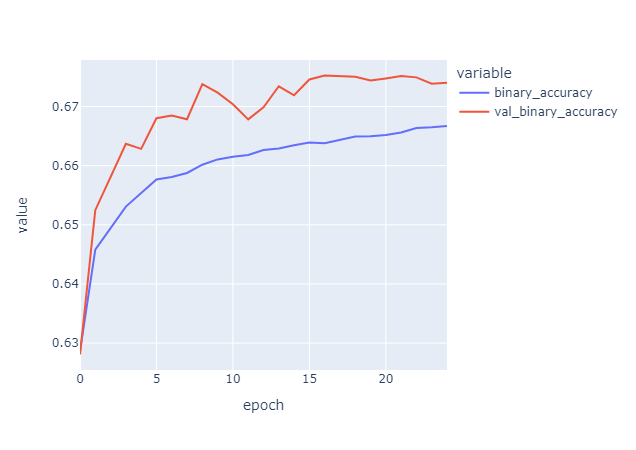 variable
binary_accuracy
val_binary_accuracy
value
0.67
0.66
0.65
0.64
0.63
0 5 10 15 20
epoch